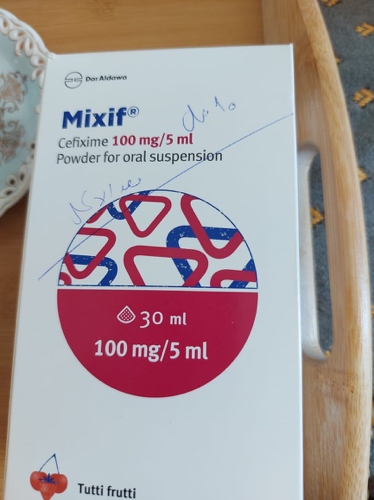 Dar Aldawa
Mixif®
Cefixime 100 mg/5 ml
Powder for oral suspension
30 ml
100 mg/5 ml
Tutti frutti